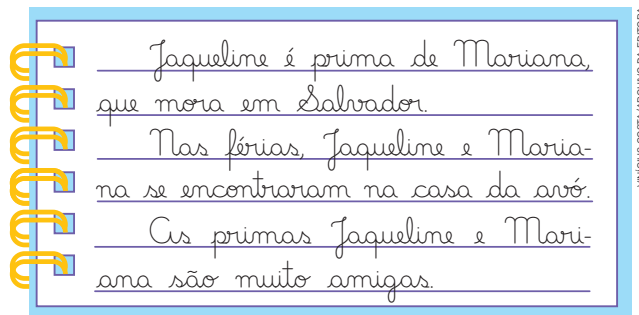 Jaqueline é prima de Mariana,
que mora em Salvador.
Nas férias, Jaqueline e Maria-
na se encontraram na casa da avó.
As primas Jaqueline e Mari-
ana são muito amigas.